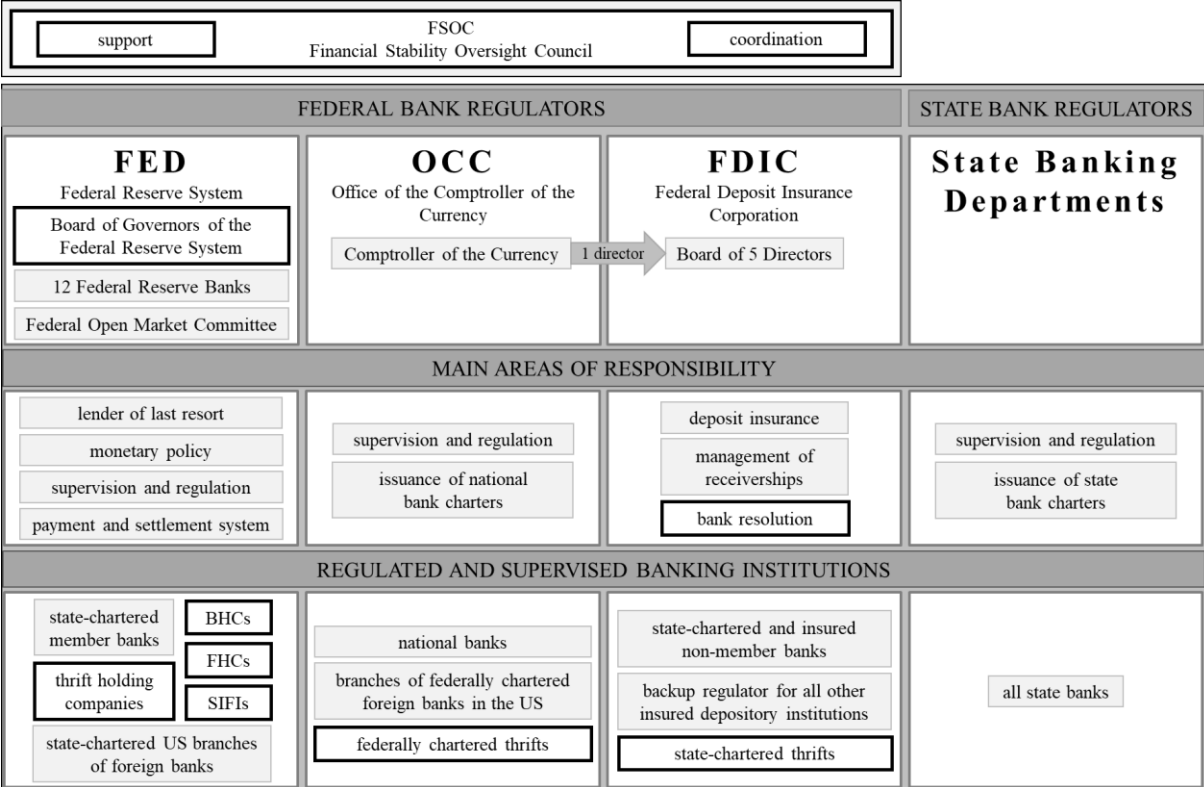 support
FSOC
Financial Stability Oversight Council
coordination
FEDERAL BANK REGULATORS
STATE BANK REGULATORS
FED
Federal Reserve System
Board of Governors of the
Federal Reserve System
12 Federal Reserve Banks
Federal Open Market Committee
OCC
Office of the Comptroller of the
Currency
Comptroller of the Currency
1 director
FDIC
Federal Deposit Insurance
Corporation
Board of 5 Directors
State Banking
Departments
MAIN AREAS OF RESPONSIBILITY
lender of last resort
monetary policy
supervision and regulation
payment and settlement system
supervision and regulation
issuance of national
bank charters
deposit insurance
management of
receiverships
bank resolution
supervision and regulation
issuance of state
bank charters
REGULATED AND SUPERVISED BANKING INSTITUTIONS
state-chartered
member banks
thrift holding
companies
BHCs
FHCs
SIFIs
state-chartered US branches
of foreign banks
national banks
branches of federally chartered
foreign banks in the US
federally chartered thrifts
state-chartered and insured
non-member banks
backup regulator for all other
insured depository institutions
state-chartered thrifts
all state banks